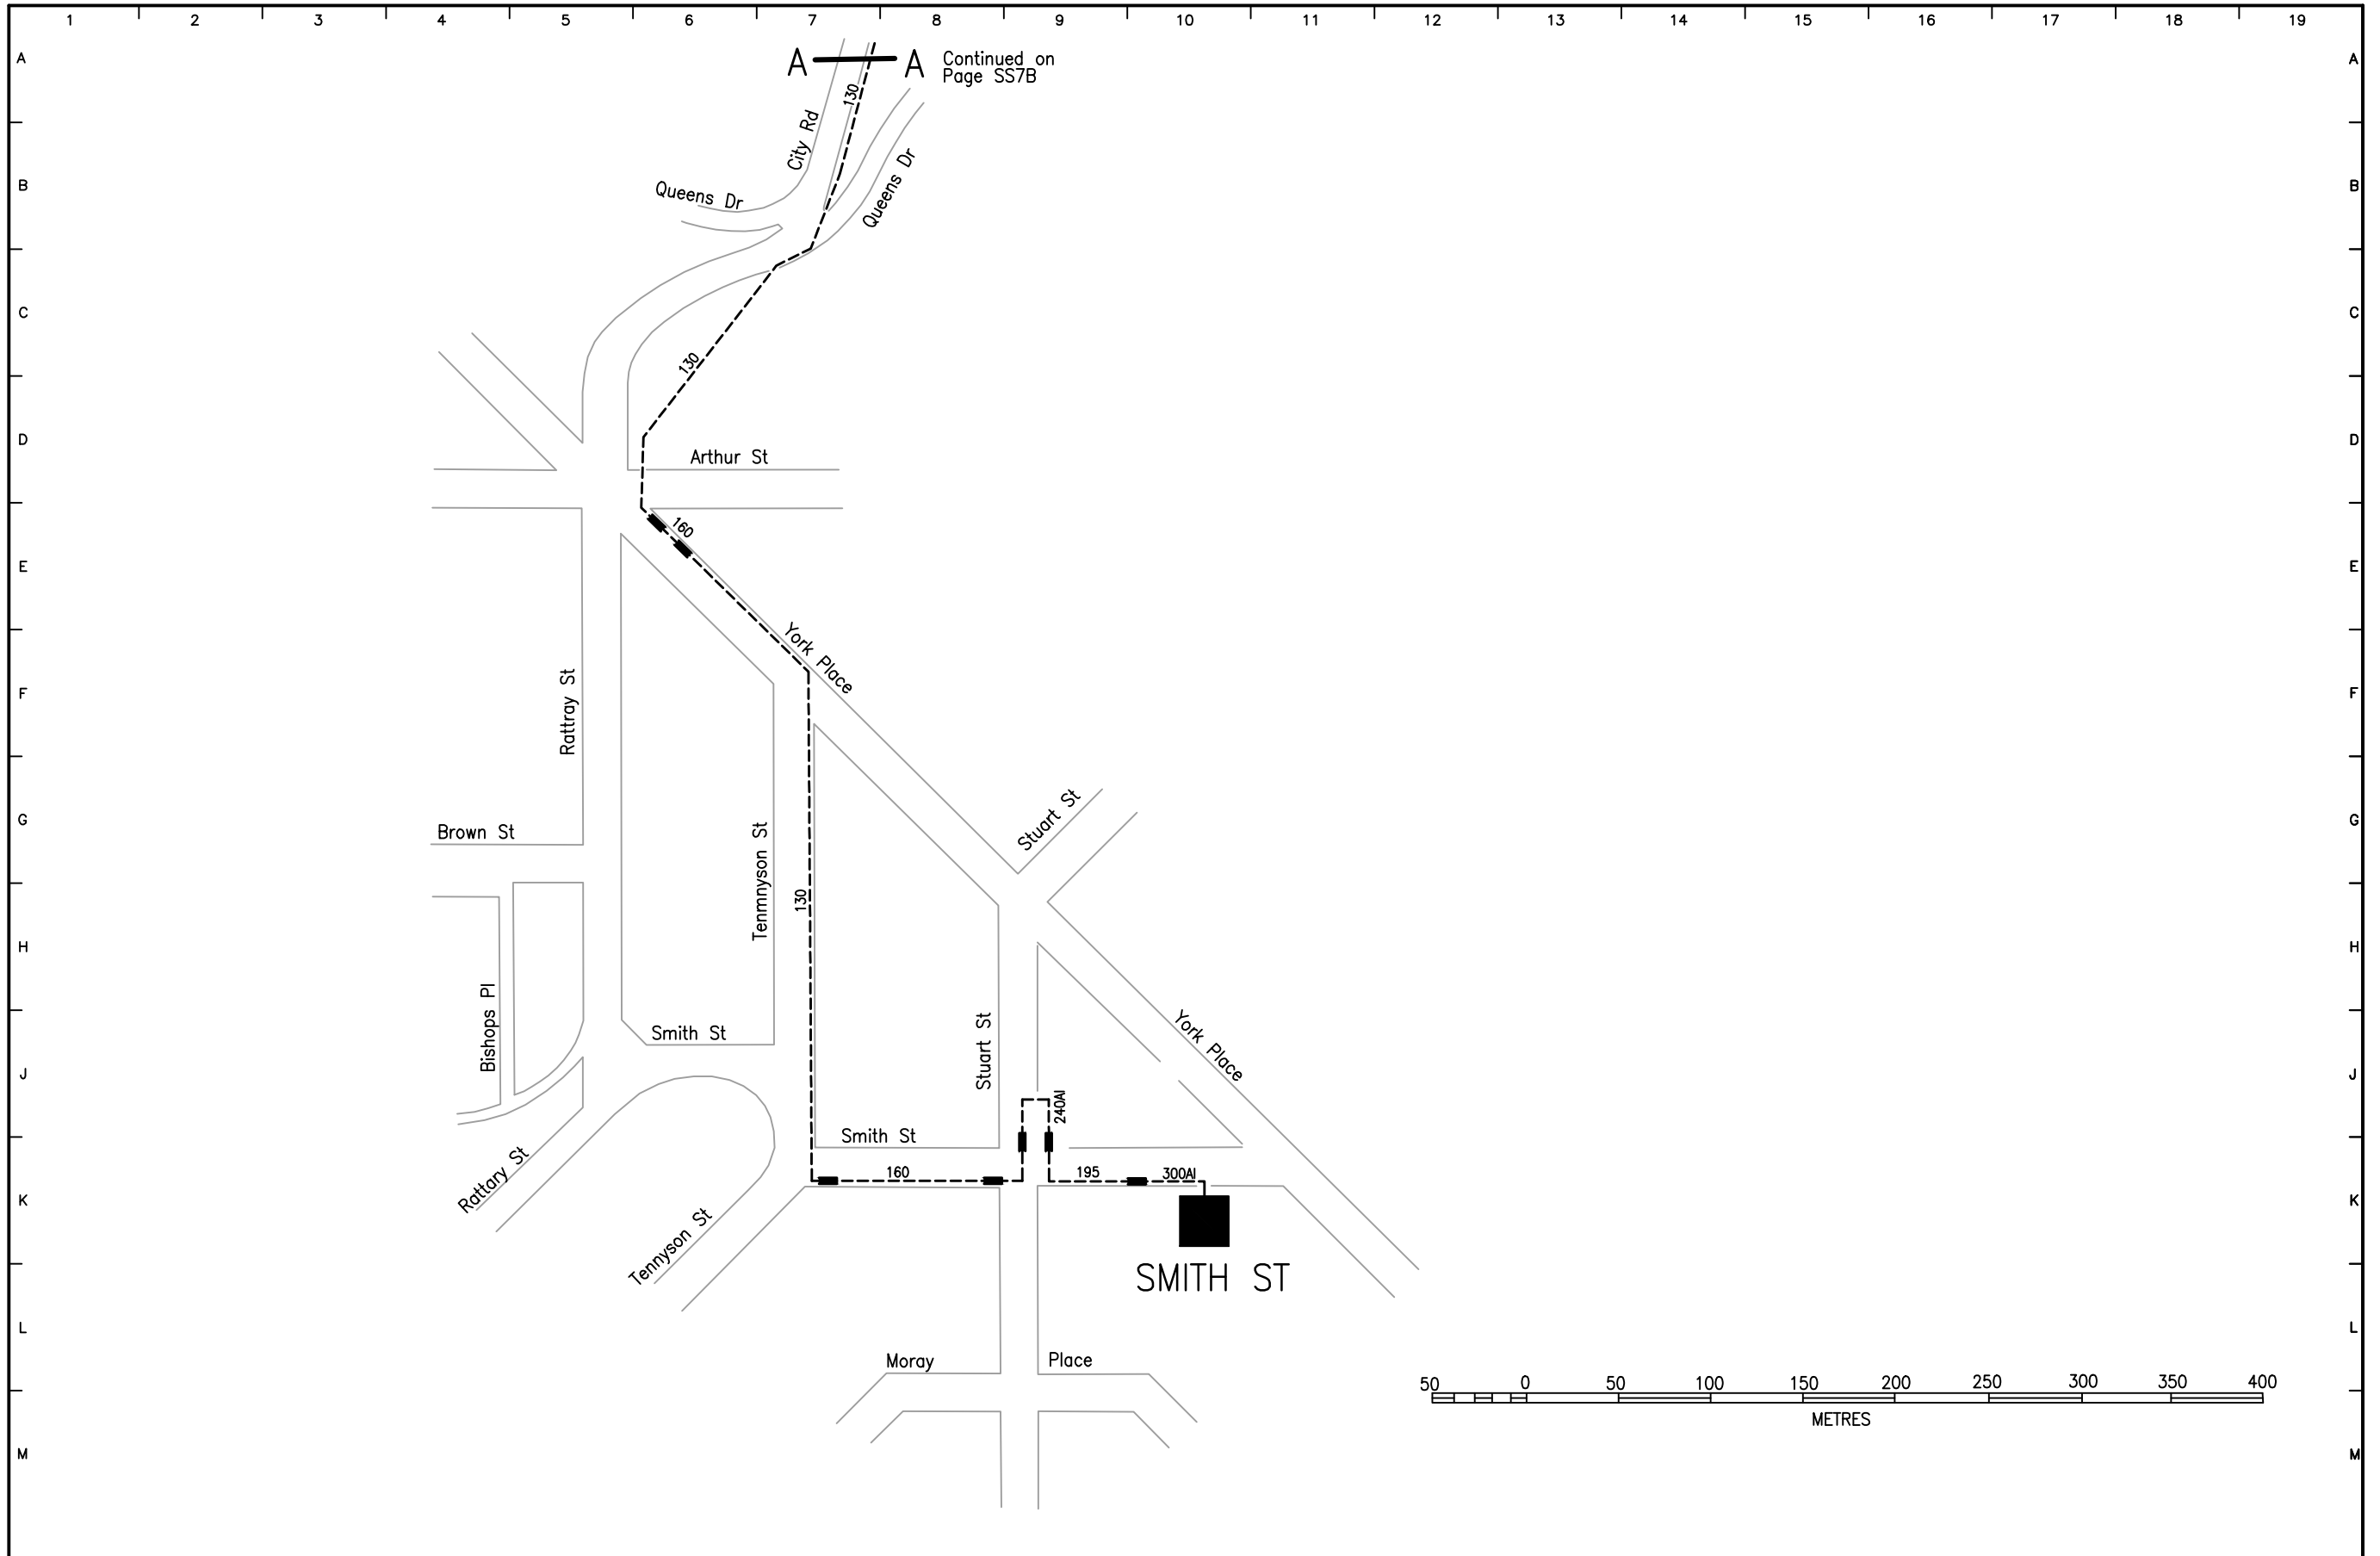 1 2 3 4 5 6 7 8 9 10 11 12 13 14 15 16 17 18 19
A A
A A
Continued on
Page SS7B
130
City Rd
B B
Queens Dr
Queens Dr
C C
130
D D
Arthur St
160
E E
York Place
F F
Rattray St
G G
Stuart St
Brown St
Tenmnyson St
130
H H
Bishops Pl
Smith St
Stuart St
York Place
J J
240Al
Smith St
160
195
300Al
Rattary St
K K
Tennyson St
SMITH ST
L L
Moray Place
50 0 50 100 150 200 250 300 350 400
METRES
M M